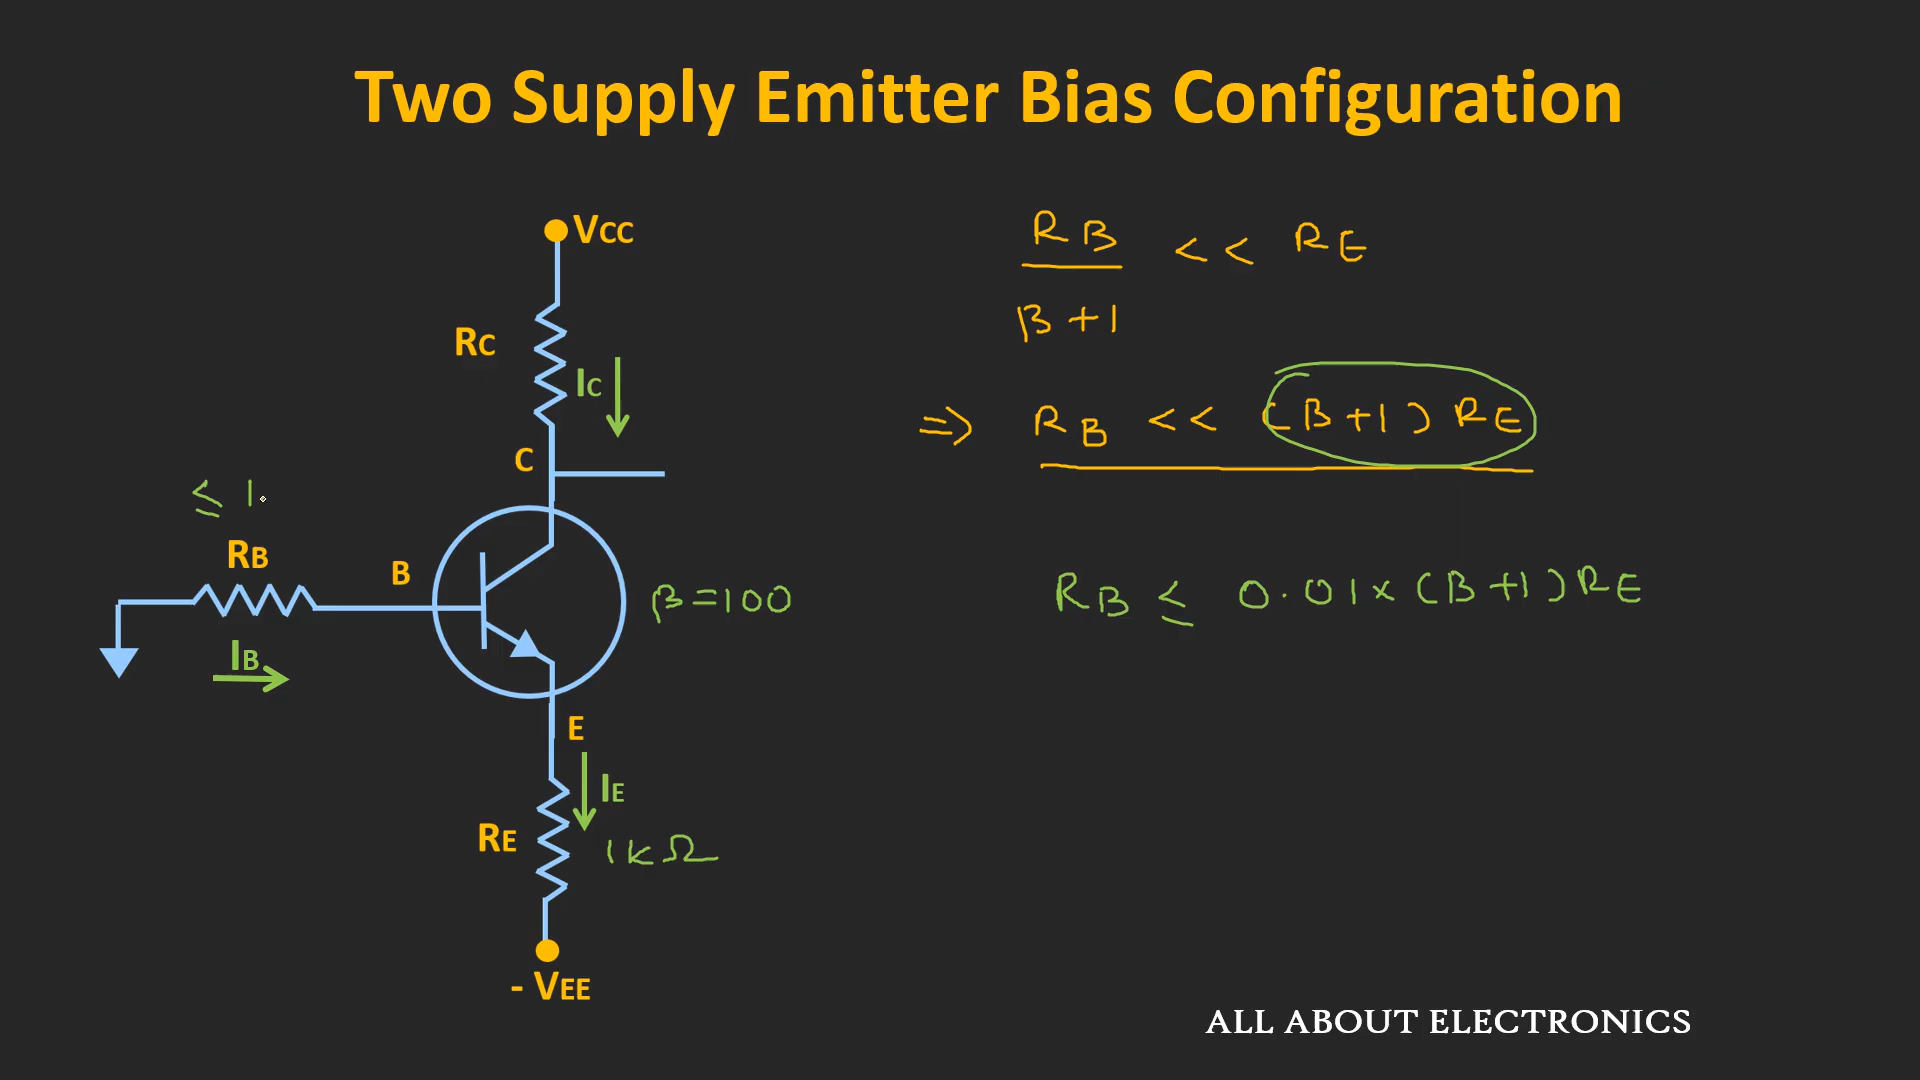 Two Supply Emitter Bias Configuration
VCC
RC
IC
C
≤ 1.
RB
B
IB
β=100
E
IE
RE
1kΩ
- VEE
RB
β+1
<< RE
⇒ RB << (β+1) RE
RB ≤ 0.01x (β+1) RE
ALL ABOUT ELECTRONICS